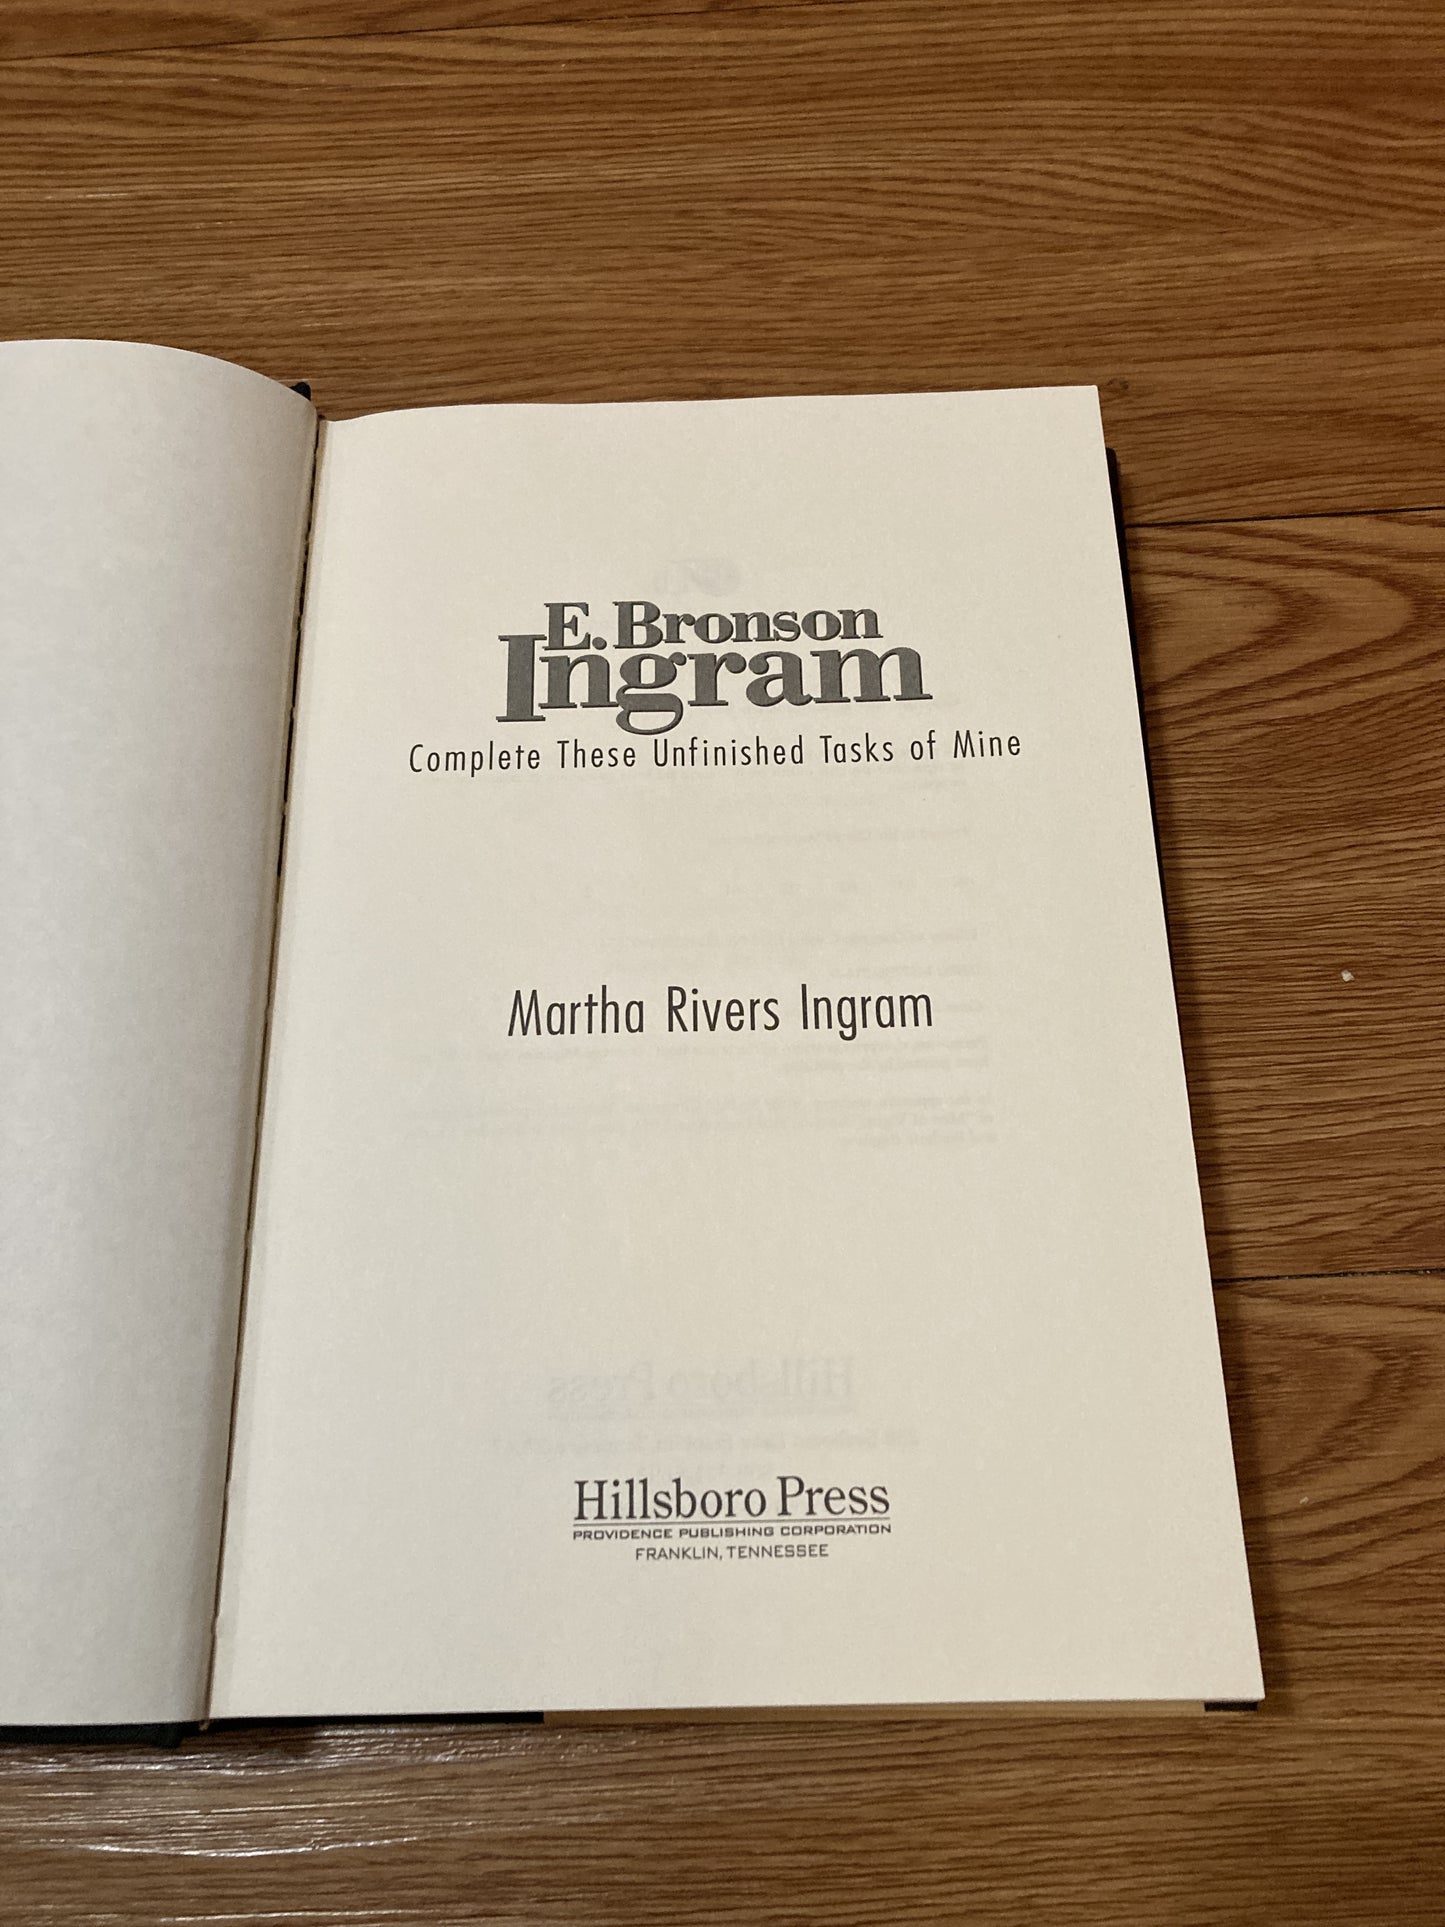 E. Bronson
Ingram
Complete These Unfinished Tasks of Mine
Martha Rivers Ingram
Hillsboro Press
PROVIDENCE PUBLISHING CORPORATION
FRANKLIN, TENNESSEE